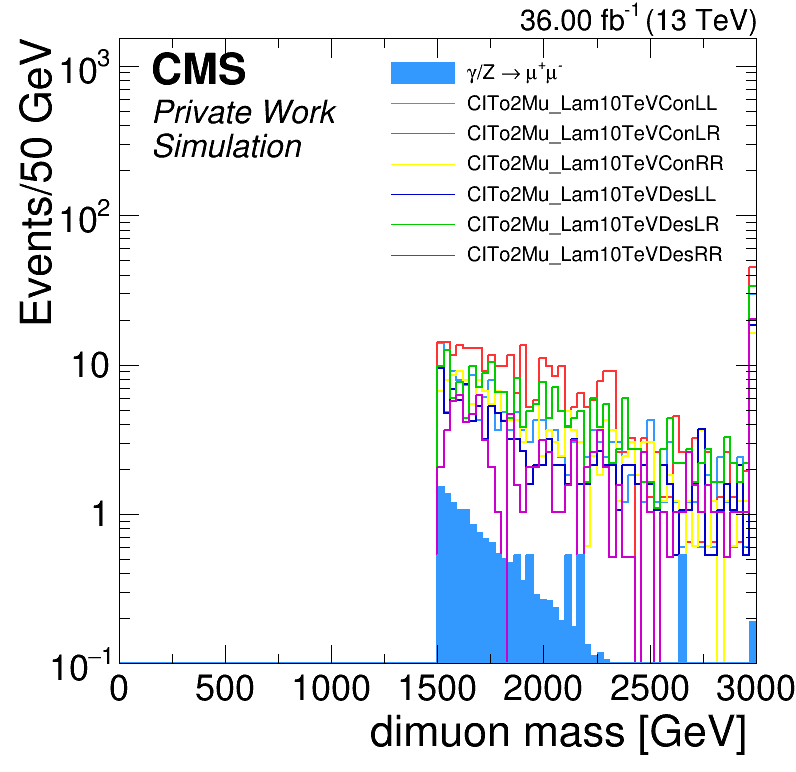 36.00 fb⁻¹ (13 TeV)
CMS
Private Work
Simulation
γ/Z → μ⁺μ⁻
CITo2Mu_Lam10TeVConLL
CITo2Mu_Lam10TeVConLR
CITo2Mu_Lam10TeVConRR
CITo2Mu_Lam10TeVDesLL
CITo2Mu_Lam10TeVDesLR
CITo2Mu_Lam10TeVDesRR
Events/50 GeV
10³
10²
10
1
10⁻¹
0 500 1000 1500 2000 2500 3000
dimuon mass [GeV]